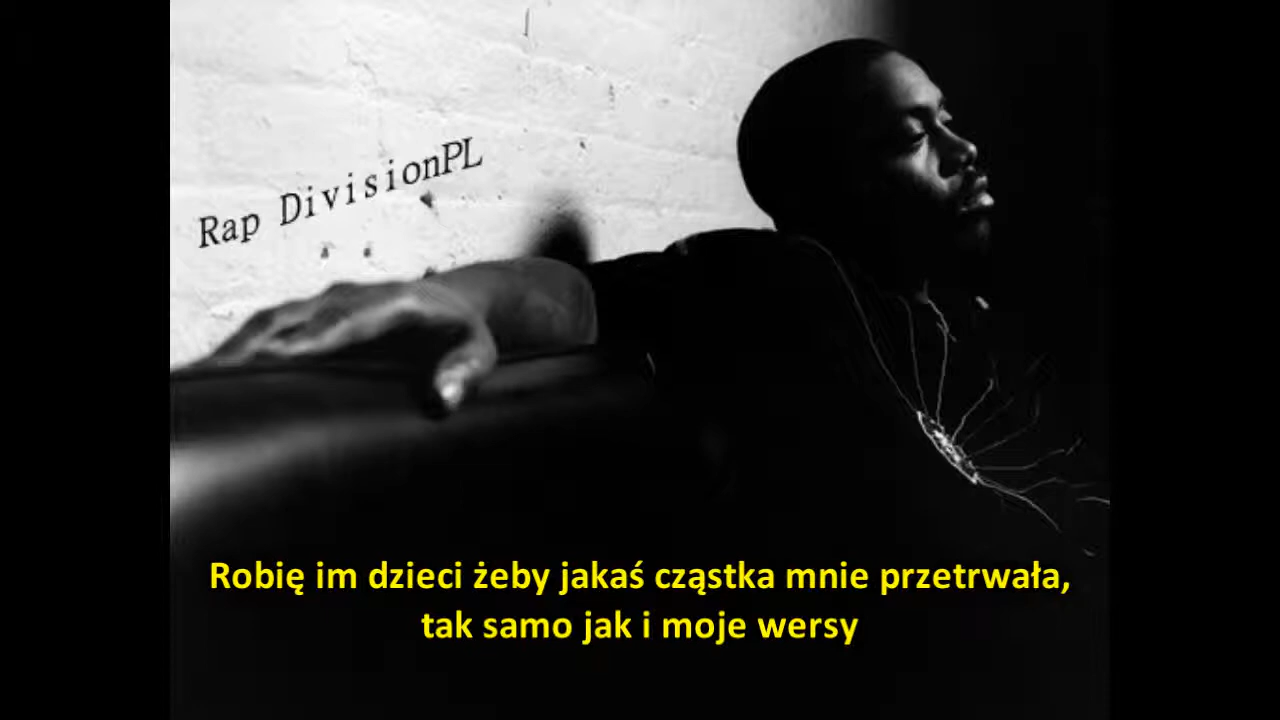 Rap DivisionPL
Robię im dzieci żeby jakaś cząstka mnie przetrwała,
tak samo jak i moje wersy